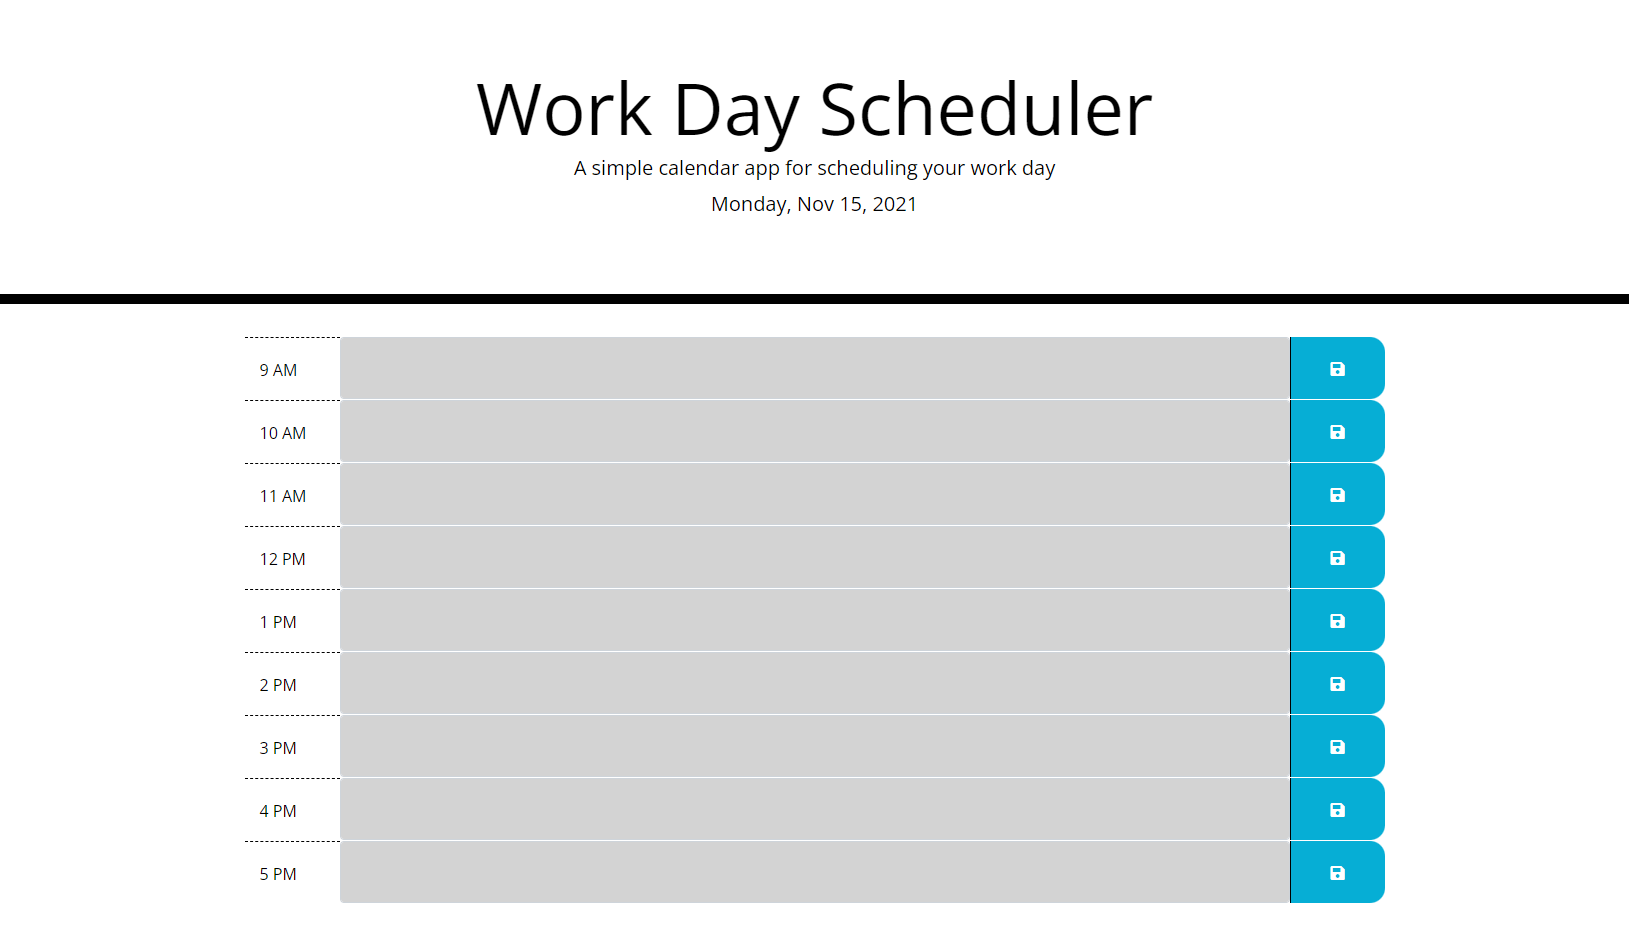 Work Day Scheduler
A simple calendar app for scheduling your work day
Monday, Nov 15, 2021
9 AM
10 AM
11 AM
12 PM
1 PM
2 PM
3 PM
4 PM
5 PM